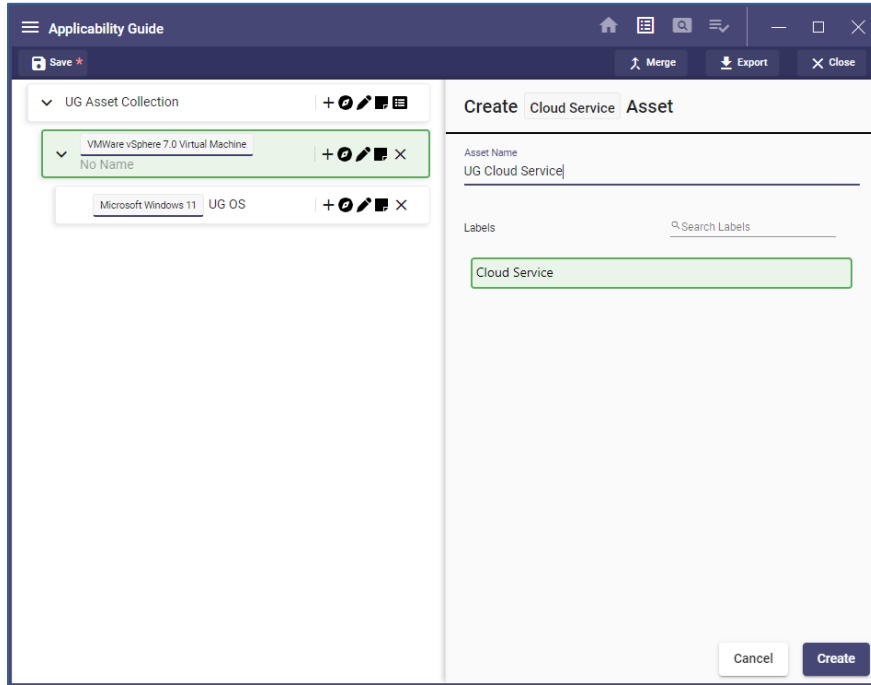 Applicability Guide
Save *
Merge
Export
Close
UG Asset Collection
VMWare vSphere 7.0 Virtual Machine
No Name
Microsoft Windows 11 UG OS
Create Cloud Service Asset
Asset Name
UG Cloud Service
Labels
Search Labels
Cloud Service
Cancel
Create